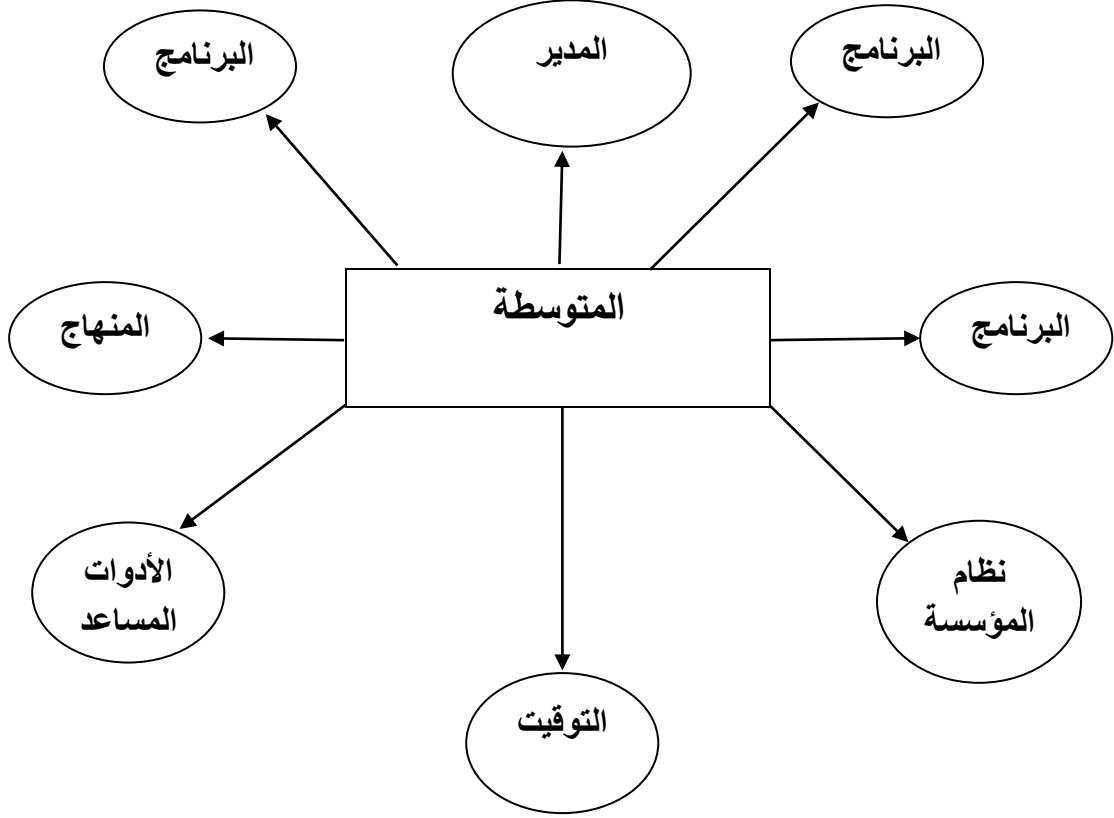 البرنامج
المدير
البرنامج
المتوسطة
البرنامج
المنهاج
نظام
المؤسسة
الأدوات
المساعد
التوقيت